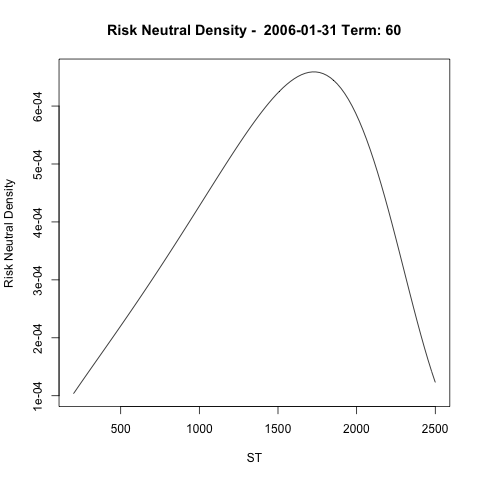 Risk Neutral Density -  2006-01-31 Term: 60
Risk Neutral Density
6e-04
5e-04
4e-04
3e-04
2e-04
1e-04
500
1000
1500
2000
2500
ST